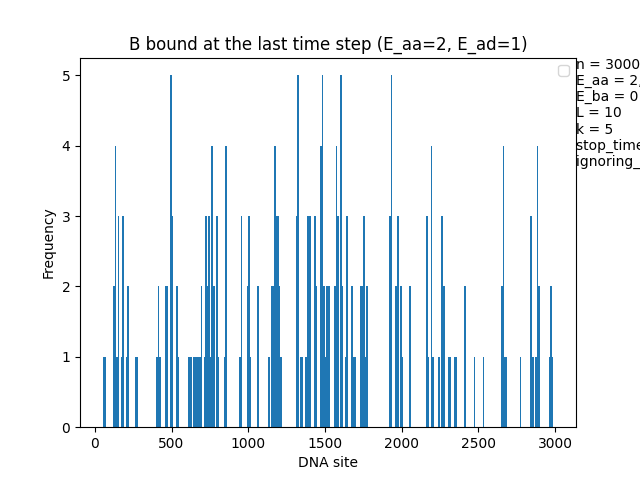 B bound at the last time step (E_aa=2, E_ad=1)
n = 3000
E_aa = 2,
E_ba = 0
L = 10
k = 5
stop_time
ignoring_
Frequency
5
4
3
2
1
0
0 500 1000 1500 2000 2500 3000
DNA site